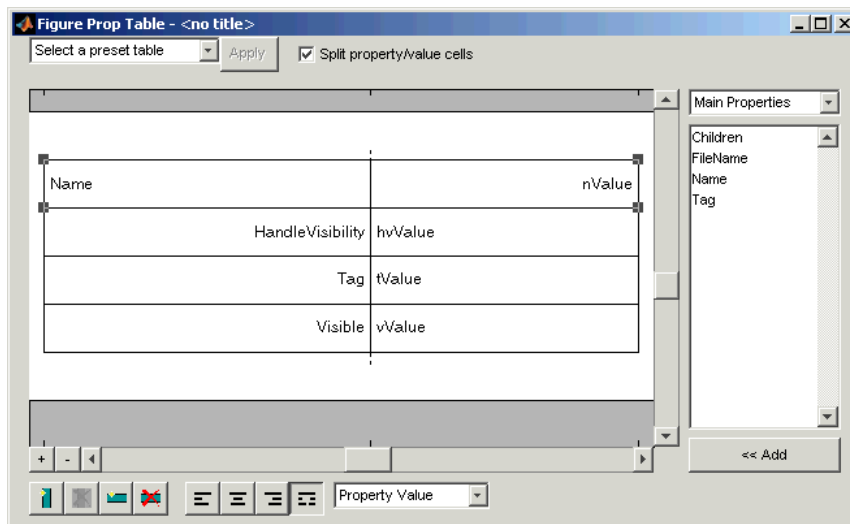 Figure Prop Table - <no title>
Select a preset table Apply Split property/value cells
Main Properties
Children
FileName
Name
Tag
Name nValue
HandleVisibility hvValue
Tag tValue
Visible vValue
+ -
<< Add
Property Value